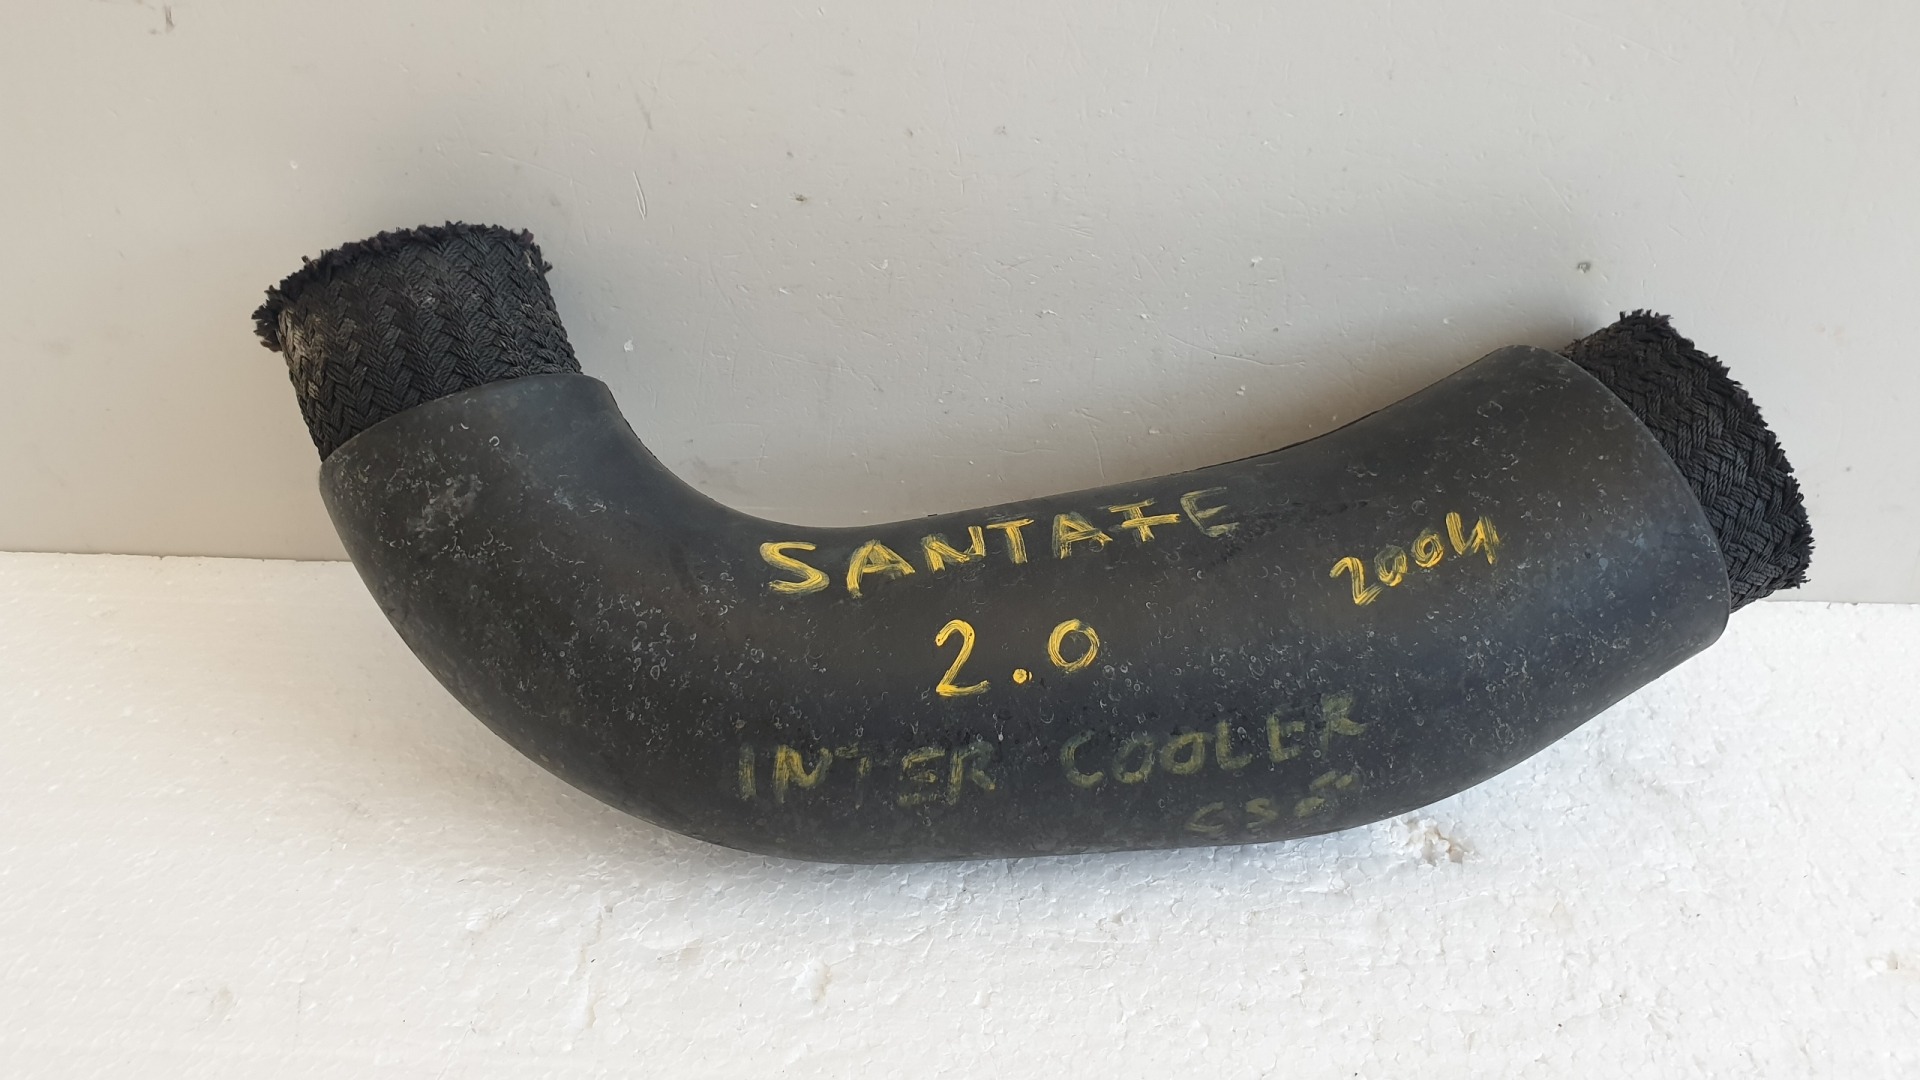 SANTAFE
2004
2.0
INTER COOLER